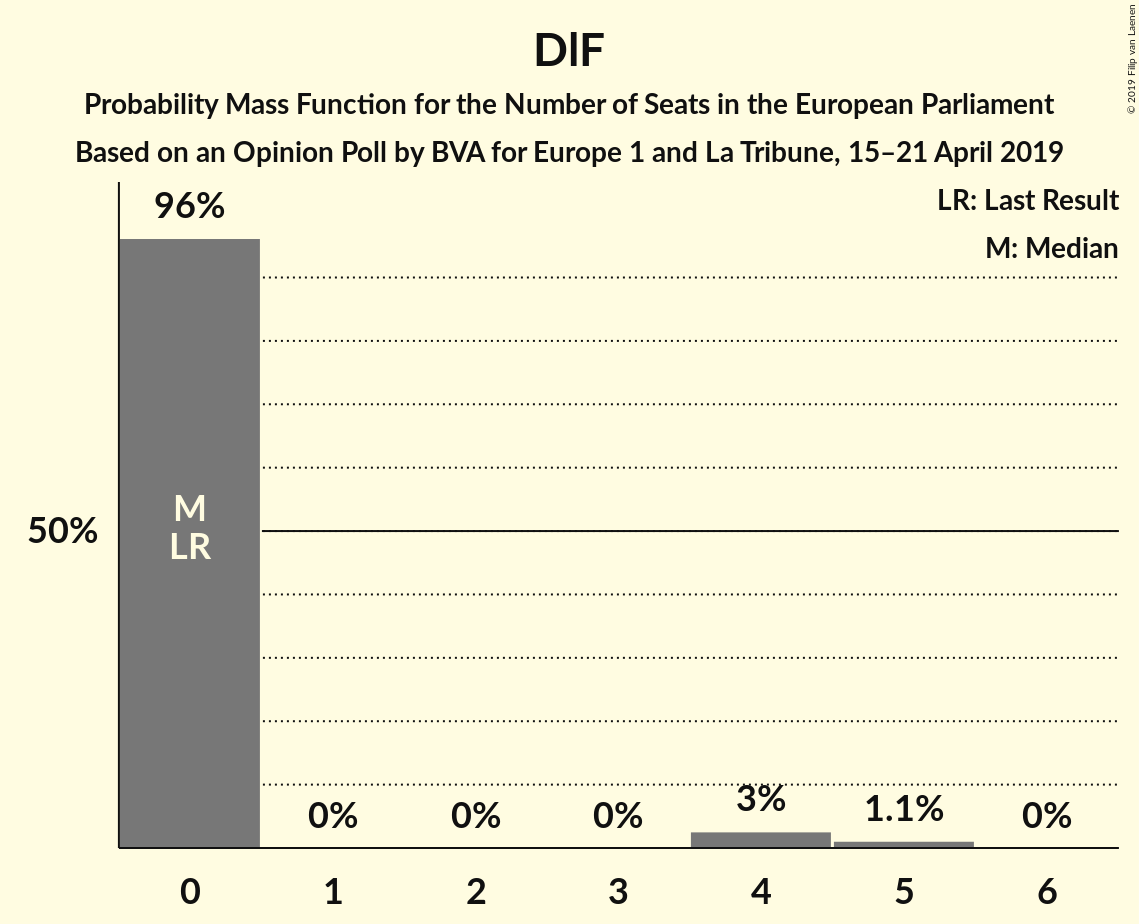 DIF
Probability Mass Function for the Number of Seats in the European Parliament
Based on an Opinion Poll by BVA for Europe 1 and La Tribune, 15–21 April 2019
© 2019 Filip van Laenen
LR: Last Result
M: Median
96%
M
LR
50%
0%
0%
0%
3%
1.1%
0%
0
1
2
3
4
5
6